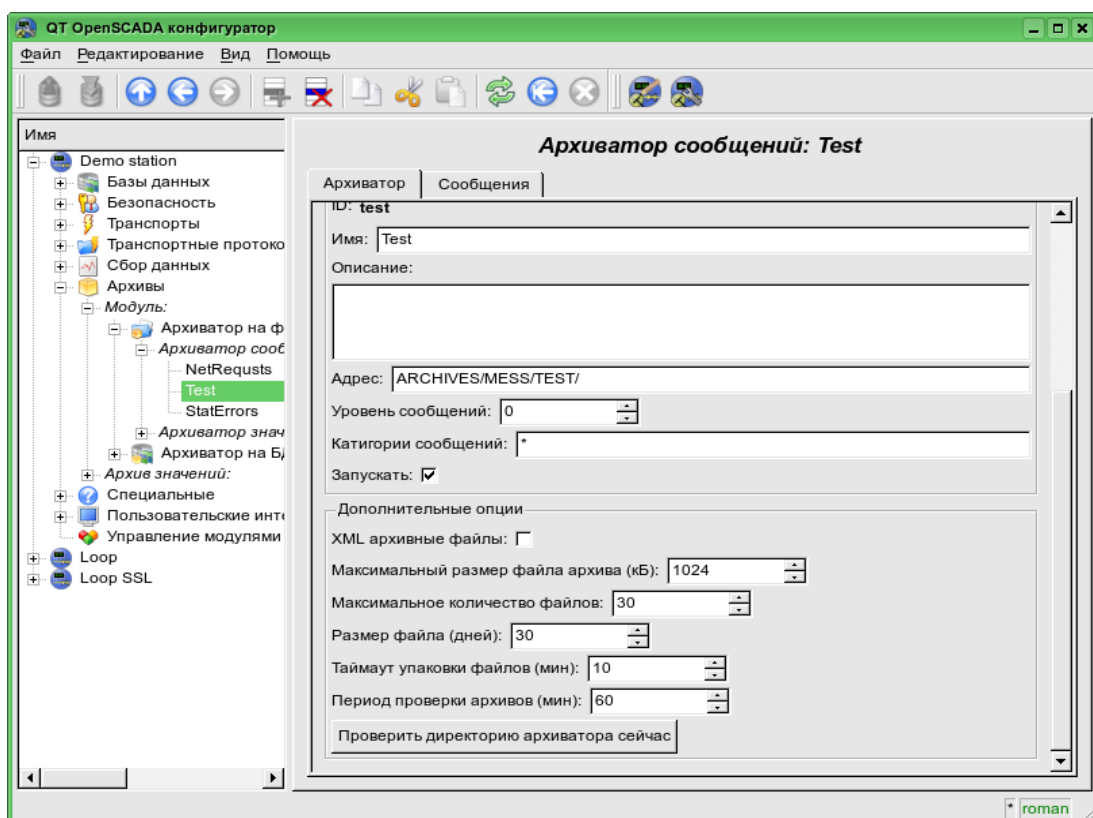 QT OpenSCADA конфигуратор
Файл Редактирование Вид Помощь
Имя
Demo station
Базы данных
Безопасность
Транспорты
Транспортные протоко
Сбор данных
Архивы
Модуль:
Архиватор на ф
Архиватор сооб
NetRequsts
Test
StatErrors
Архиватор знач
Архиватор на Б
Архив значений:
Специальные
Пользовательские инт
Управление модулями
Loop
Loop SSL
Архиватор сообщений: Test
Архиватор Сообщения
ID: test
Имя: Test
Описание:
Адрес: ARCHIVES/MESS/TEST/
Уровень сообщений: 0
Катигории сообщений: *
Запускать:
Дополнительные опции
XML архивные файлы:
Максимальный размер файла архива (кБ): 1024
Максимальное количество файлов: 30
Размер файла (дней): 30
Таймаут упаковки файлов (мин): 10
Период проверки архивов (мин): 60
Проверить директорию архиватора сейчас
* roman